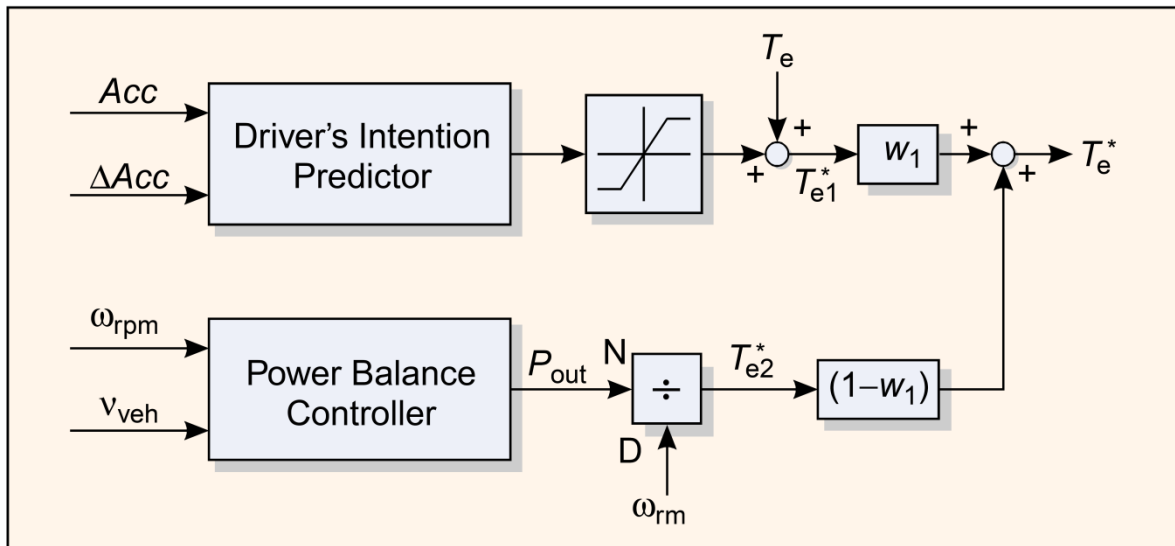 Acc
ΔAcc
Driver's Intention
Predictor
Te
+
+
T*e1
w1
+
+
T*e
ωrpm
νveh
Power Balance
Controller
Pout
N
÷
D
ωrm
T*e2
(1–w1)